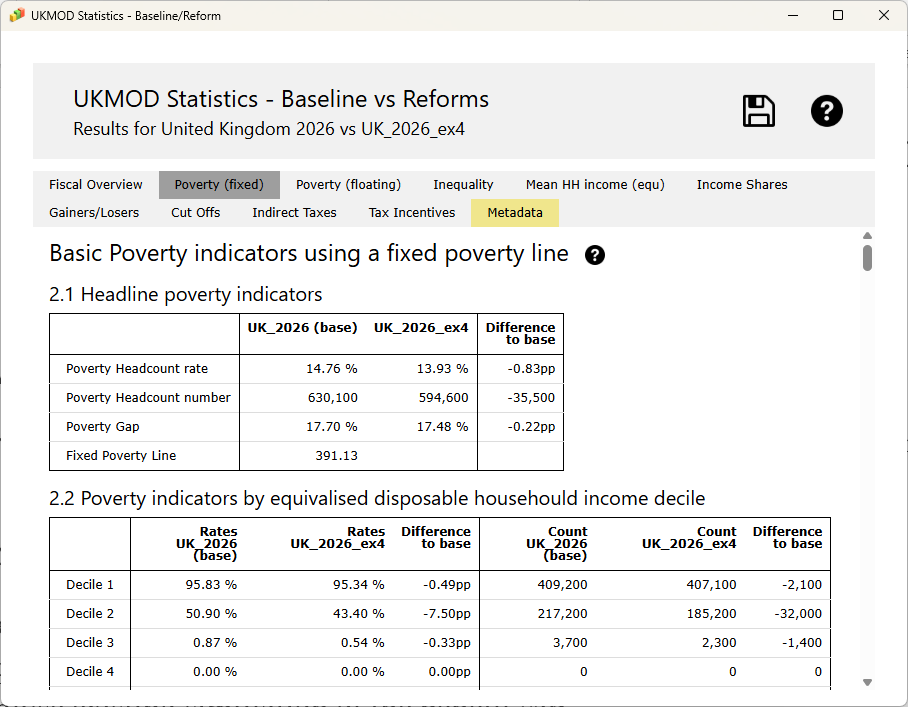 UKMOD Statistics - Baseline/Reform
UKMOD Statistics - Baseline vs Reforms
Results for United Kingdom 2026 vs UK_2026_ex4
Fiscal Overview Poverty (fixed) Poverty (floating) Inequality Mean HH income (equ) Income Shares
Gainers/Losers Cut Offs Indirect Taxes Tax Incentives Metadata
Basic Poverty indicators using a fixed poverty line ?
2.1 Headline poverty indicators
UK_2026 (base) UK_2026_ex4 Difference to base
Poverty Headcount rate 14.76 % 13.93 % -0.83pp
Poverty Headcount number 630,100 594,600 -35,500
Poverty Gap 17.70 % 17.48 % -0.22pp
Fixed Poverty Line 391.13
2.2 Poverty indicators by equivalised disposable househould income decile
Rates UK_2026 (base) Rates UK_2026_ex4 Difference to base Count UK_2026 (base) Count UK_2026_ex4 Difference to base
Decile 1 95.83 % 95.34 % -0.49pp 409,200 407,100 -2,100
Decile 2 50.90 % 43.40 % -7.50pp 217,200 185,200 -32,000
Decile 3 0.87 % 0.54 % -0.33pp 3,700 2,300 -1,400
Decile 4 0.00 % 0.00 % 0.00pp 0 0 0